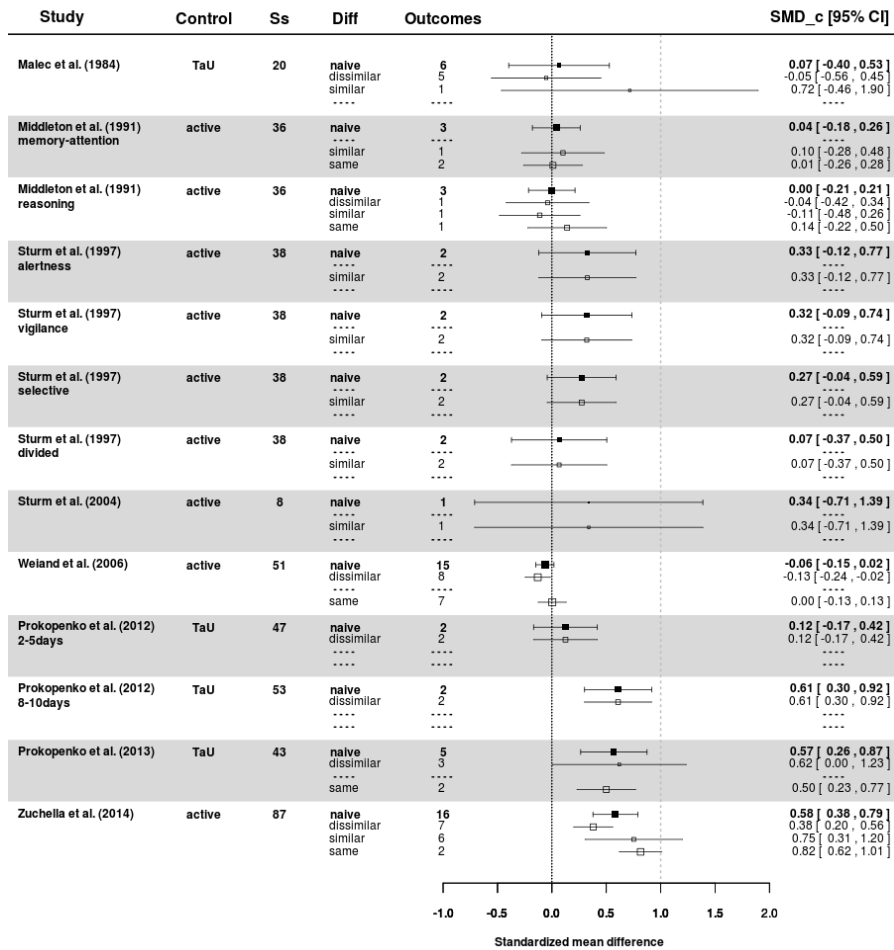 Study Control Ss Diff Outcomes SMD_c [95% CI]
Malec et al. (1984) TaU 20 naive 6 0.07 [ -0.40 , 0.53 ]
dissimilar 5 -0.05 [ -0.56 , 0.45 ]
similar 1 0.72 [ -0.46 , 1.90 ]
---- ---- ----
Middleton et al. (1991) active 36 naive 3 0.04 [ -0.18 , 0.26 ]
memory-attention ---- ---- ----
similar 1 0.10 [ -0.28 , 0.48 ]
same 2 0.01 [ -0.26 , 0.28 ]
Middleton et al. (1991) active 36 naive 3 0.00 [ -0.21 , 0.21 ]
reasoning dissimilar 1 -0.04 [ -0.42 , 0.34 ]
similar 1 -0.11 [ -0.48 , 0.26 ]
same 1 0.14 [ -0.22 , 0.50 ]
Sturm et al. (1997) active 38 naive 2 0.33 [ -0.12 , 0.77 ]
alertness ---- ---- ----
similar 2 0.33 [ -0.12 , 0.77 ]
---- ---- ----
Sturm et al. (1997) active 38 naive 2 0.32 [ -0.09 , 0.74 ]
vigilance ---- ---- ----
similar 2 0.32 [ -0.09 , 0.74 ]
---- ---- ----
Sturm et al. (1997) active 38 naive 2 0.27 [ -0.04 , 0.59 ]
selective ---- ---- ----
similar 2 0.27 [ -0.04 , 0.59 ]
---- ---- ----
Sturm et al. (1997) active 38 naive 2 0.07 [ -0.37 , 0.50 ]
divided ---- ---- ----
similar 2 0.07 [ -0.37 , 0.50 ]
---- ---- ----
Sturm et al. (2004) active 8 naive 1 0.34 [ -0.71 , 1.39 ]
---- ---- ----
similar 1 0.34 [ -0.71 , 1.39 ]
---- ---- ----
Weiand et al. (2006) active 51 naive 15 -0.06 [ -0.15 , 0.02 ]
dissimilar 8 -0.13 [ -0.24 , -0.02 ]
---- ---- ----
same 7 0.00 [ -0.13 , 0.13 ]
Prokopenko et al. (2012) TaU 47 naive 2 0.12 [ -0.17 , 0.42 ]
2-5days dissimilar 2 0.12 [ -0.17 , 0.42 ]
---- ---- ----
---- ---- ----
Prokopenko et al. (2012) TaU 53 naive 2 0.61 [ 0.30 , 0.92 ]
8-10days dissimilar 2 0.61 [ 0.30 , 0.92 ]
---- ---- ----
---- ---- ----
Prokopenko et al. (2013) TaU 43 naive 5 0.57 [ 0.26 , 0.87 ]
dissimilar 3 0.62 [ 0.00 , 1.23 ]
---- ---- ----
same 2 0.50 [ 0.23 , 0.77 ]
Zuchella et al. (2014) active 87 naive 16 0.58 [ 0.38 , 0.79 ]
dissimilar 7 0.38 [ 0.20 , 0.56 ]
similar 6 0.75 [ 0.31 , 1.20 ]
same 2 0.82 [ 0.62 , 1.01 ]
-1.0 -0.5 0.0 0.5 1.0 1.5 2.0
Standardized mean difference